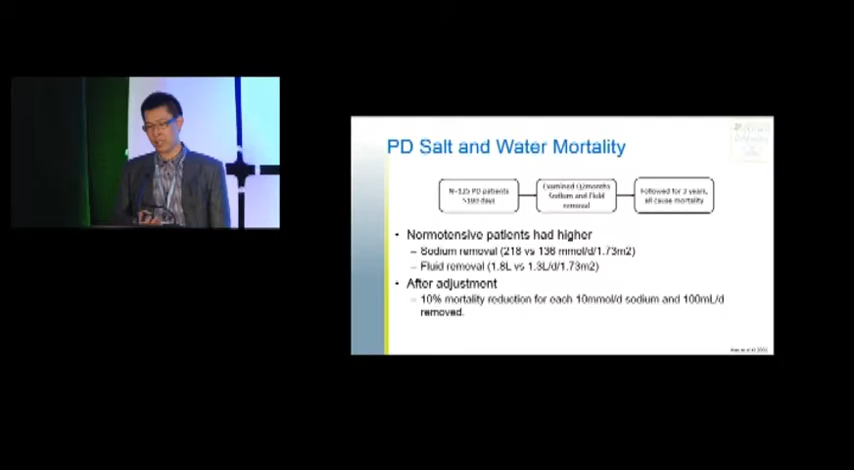 PD Salt and Water Mortality
N=125 PD patients
>180 days
Examined Q2months
Sodium and Fluid
removal
Followed for 3 years,
all cause mortality
• Normotensive patients had higher
– Sodium removal (218 vs 136 mmol/d/1.73m2)
– Fluid removal (1.8L vs 1.3L/d/1.73m2)
• After adjustment
– 10% mortality reduction for each 10mmol/d sodium and 100mL/d
removed.